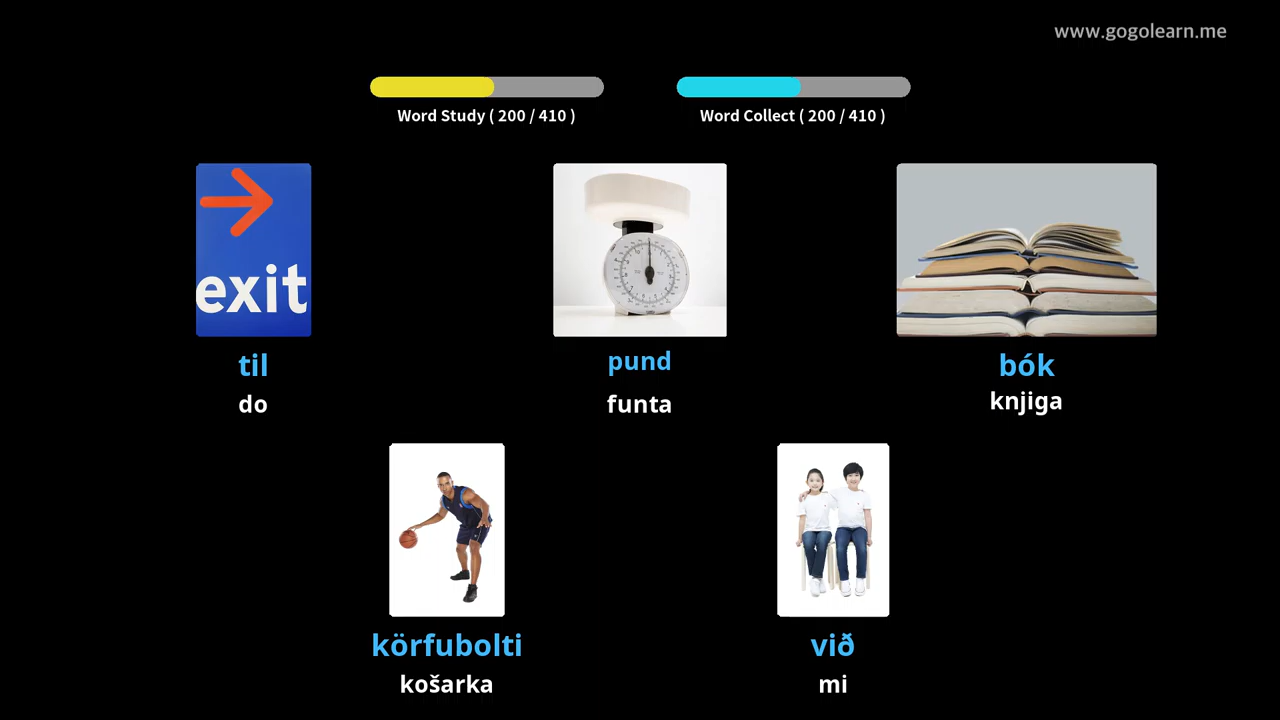 www.gogolearn.me
Word Study ( 200 / 410 )
Word Collect ( 200 / 410 )
exit
til
do
pund
funta
bók
knjiga
körfubolti
košarka
við
mi